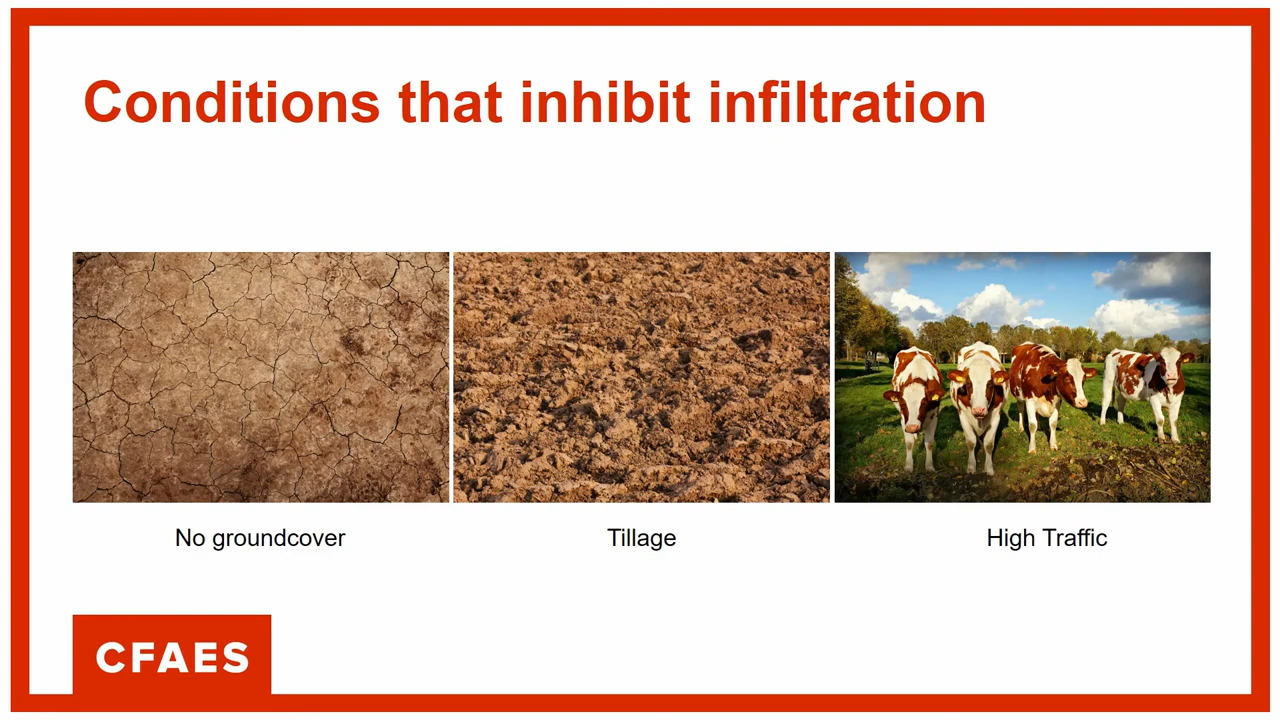 Conditions that inhibit infiltration
No groundcover
Tillage
High Traffic
CFAES